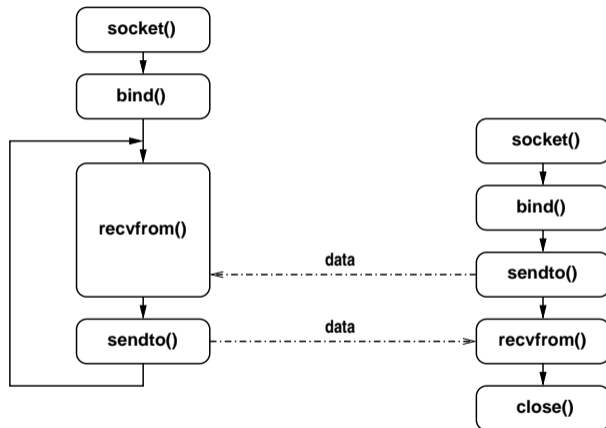 socket()
bind()
recvfrom()
sendto()
data
data
socket()
bind()
sendto()
recvfrom()
close()